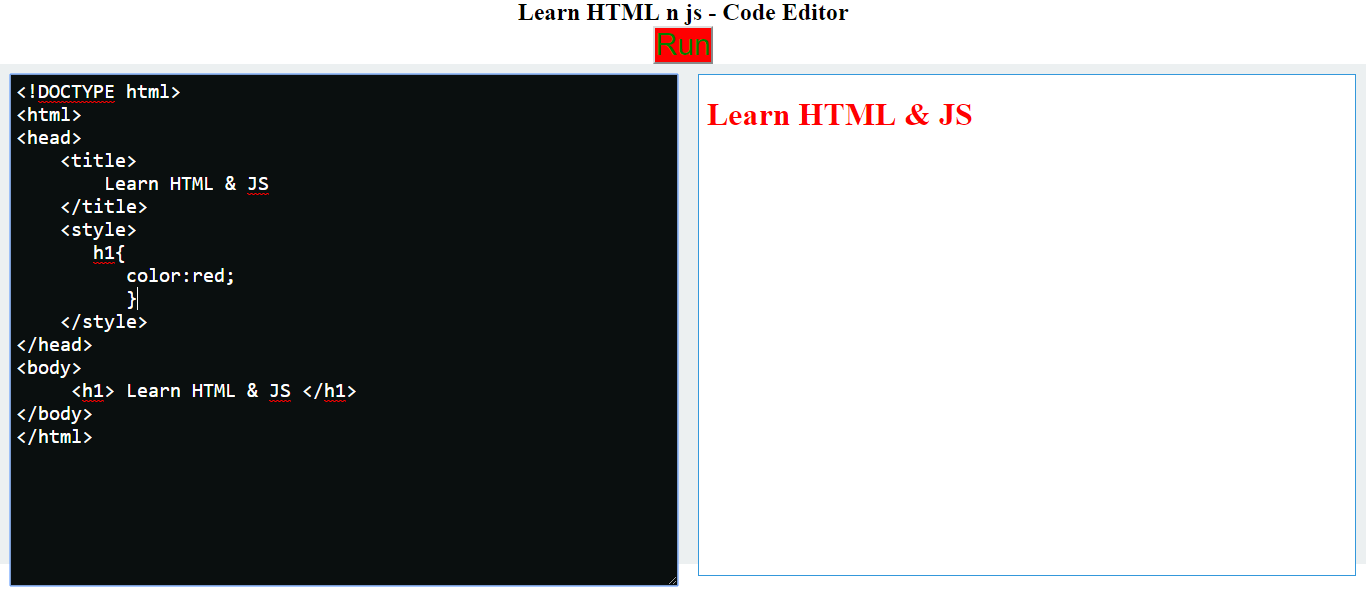 Learn HTML n js - Code Editor
Run
<!DOCTYPE html>
<html>
<head>
    <title>
        Learn HTML & JS
    </title>
    <style>
       h1{
          color:red;
          }
    </style>
</head>
<body>
     <h1> Learn HTML & JS </h1>
</body>
</html>
Learn HTML & JS